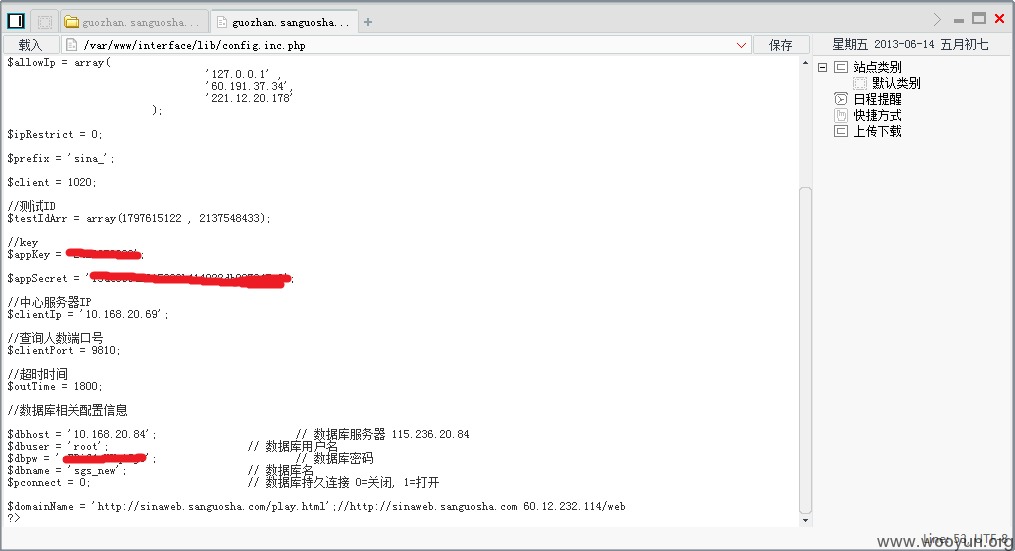 guozhan.sanguosha...
guozhan.sanguosha...
载入
/var/www/interface/lib/config.inc.php
保存
星期五 2013-06-14 五月初七
站点类别
默认类别
日程提醒
快捷方式
上传下载
$allowIp = array(
'127.0.0.1' ,
'60.191.37.34',
'221.12.20.178'
);
$ipRestrict = 0;
$prefix = 'sina_';
$client = 1020;
//测试ID
$testIdArr = array(1797615122 , 2137548433);
//key
$appKey = ';
$appSecret = ';
//中心服务器IP
$clientIp = '10.168.20.69';
//查询人数端口号
$clientPort = 9810;
//超时时间
$outTime = 1800;
//数据库相关配置信息
$dbhost = '10.168.20.84'; // 数据库服务器 115.236.20.84
$dbuser = 'root'; // 数据库用户名
$dbpw = ' '; // 数据库密码
$dbname = 'sgs_new'; // 数据库名
$pconnect = 0; // 数据库持久连接 0=关闭, 1=打开
$domainName = 'http://sinaweb.sanguosha.com/play.html';//http://sinaweb.sanguosha.com 60.12.232.114/web
?>
Line: 53, UTF-8
www.wooyun.org